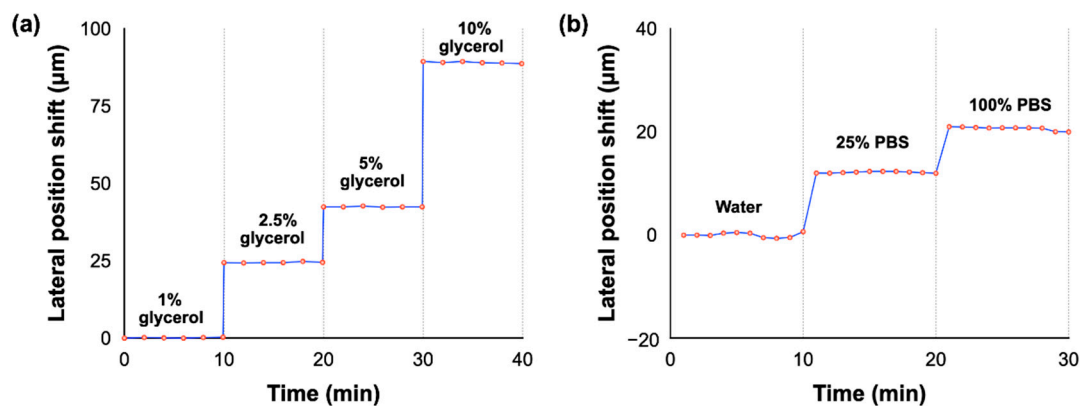 (a)
Lateral position shift (µm)
100
75
50
25
0
1%
glycerol
2.5%
glycerol
5%
glycerol
10%
glycerol
0 10 20 30 40
Time (min)
(b)
Lateral position shift (µm)
40
20
0
−20
Water
25% PBS
100% PBS
0 10 20 30
Time (min)